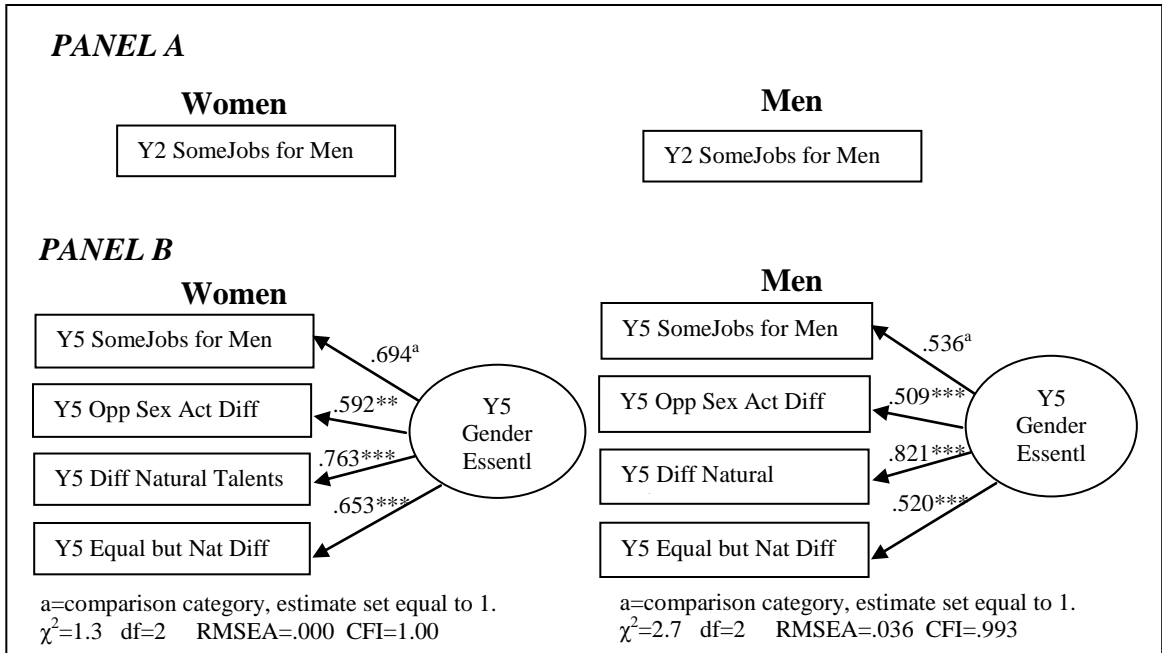 PANEL A
Women
Men
Y2 SomeJobs for Men
Y2 SomeJobs for Men
PANEL B
Women
Y5 SomeJobs for Men
.694a
Y5 Opp Sex Act Diff
.592**
Y5 Diff Natural Talents
.763***
Y5 Equal but Nat Diff
.653***
Y5
Gender
Essentl
a=comparison category, estimate set equal to 1.
χ2=1.3 df=2 RMSEA=.000 CFI=1.00
Men
Y5 SomeJobs for Men
.536a
Y5 Opp Sex Act Diff
.509***
Y5 Diff Natural
.821***
Y5 Equal but Nat Diff
.520***
Y5
Gender
Essentl
a=comparison category, estimate set equal to 1.
χ2=2.7 df=2 RMSEA=.036 CFI=.993